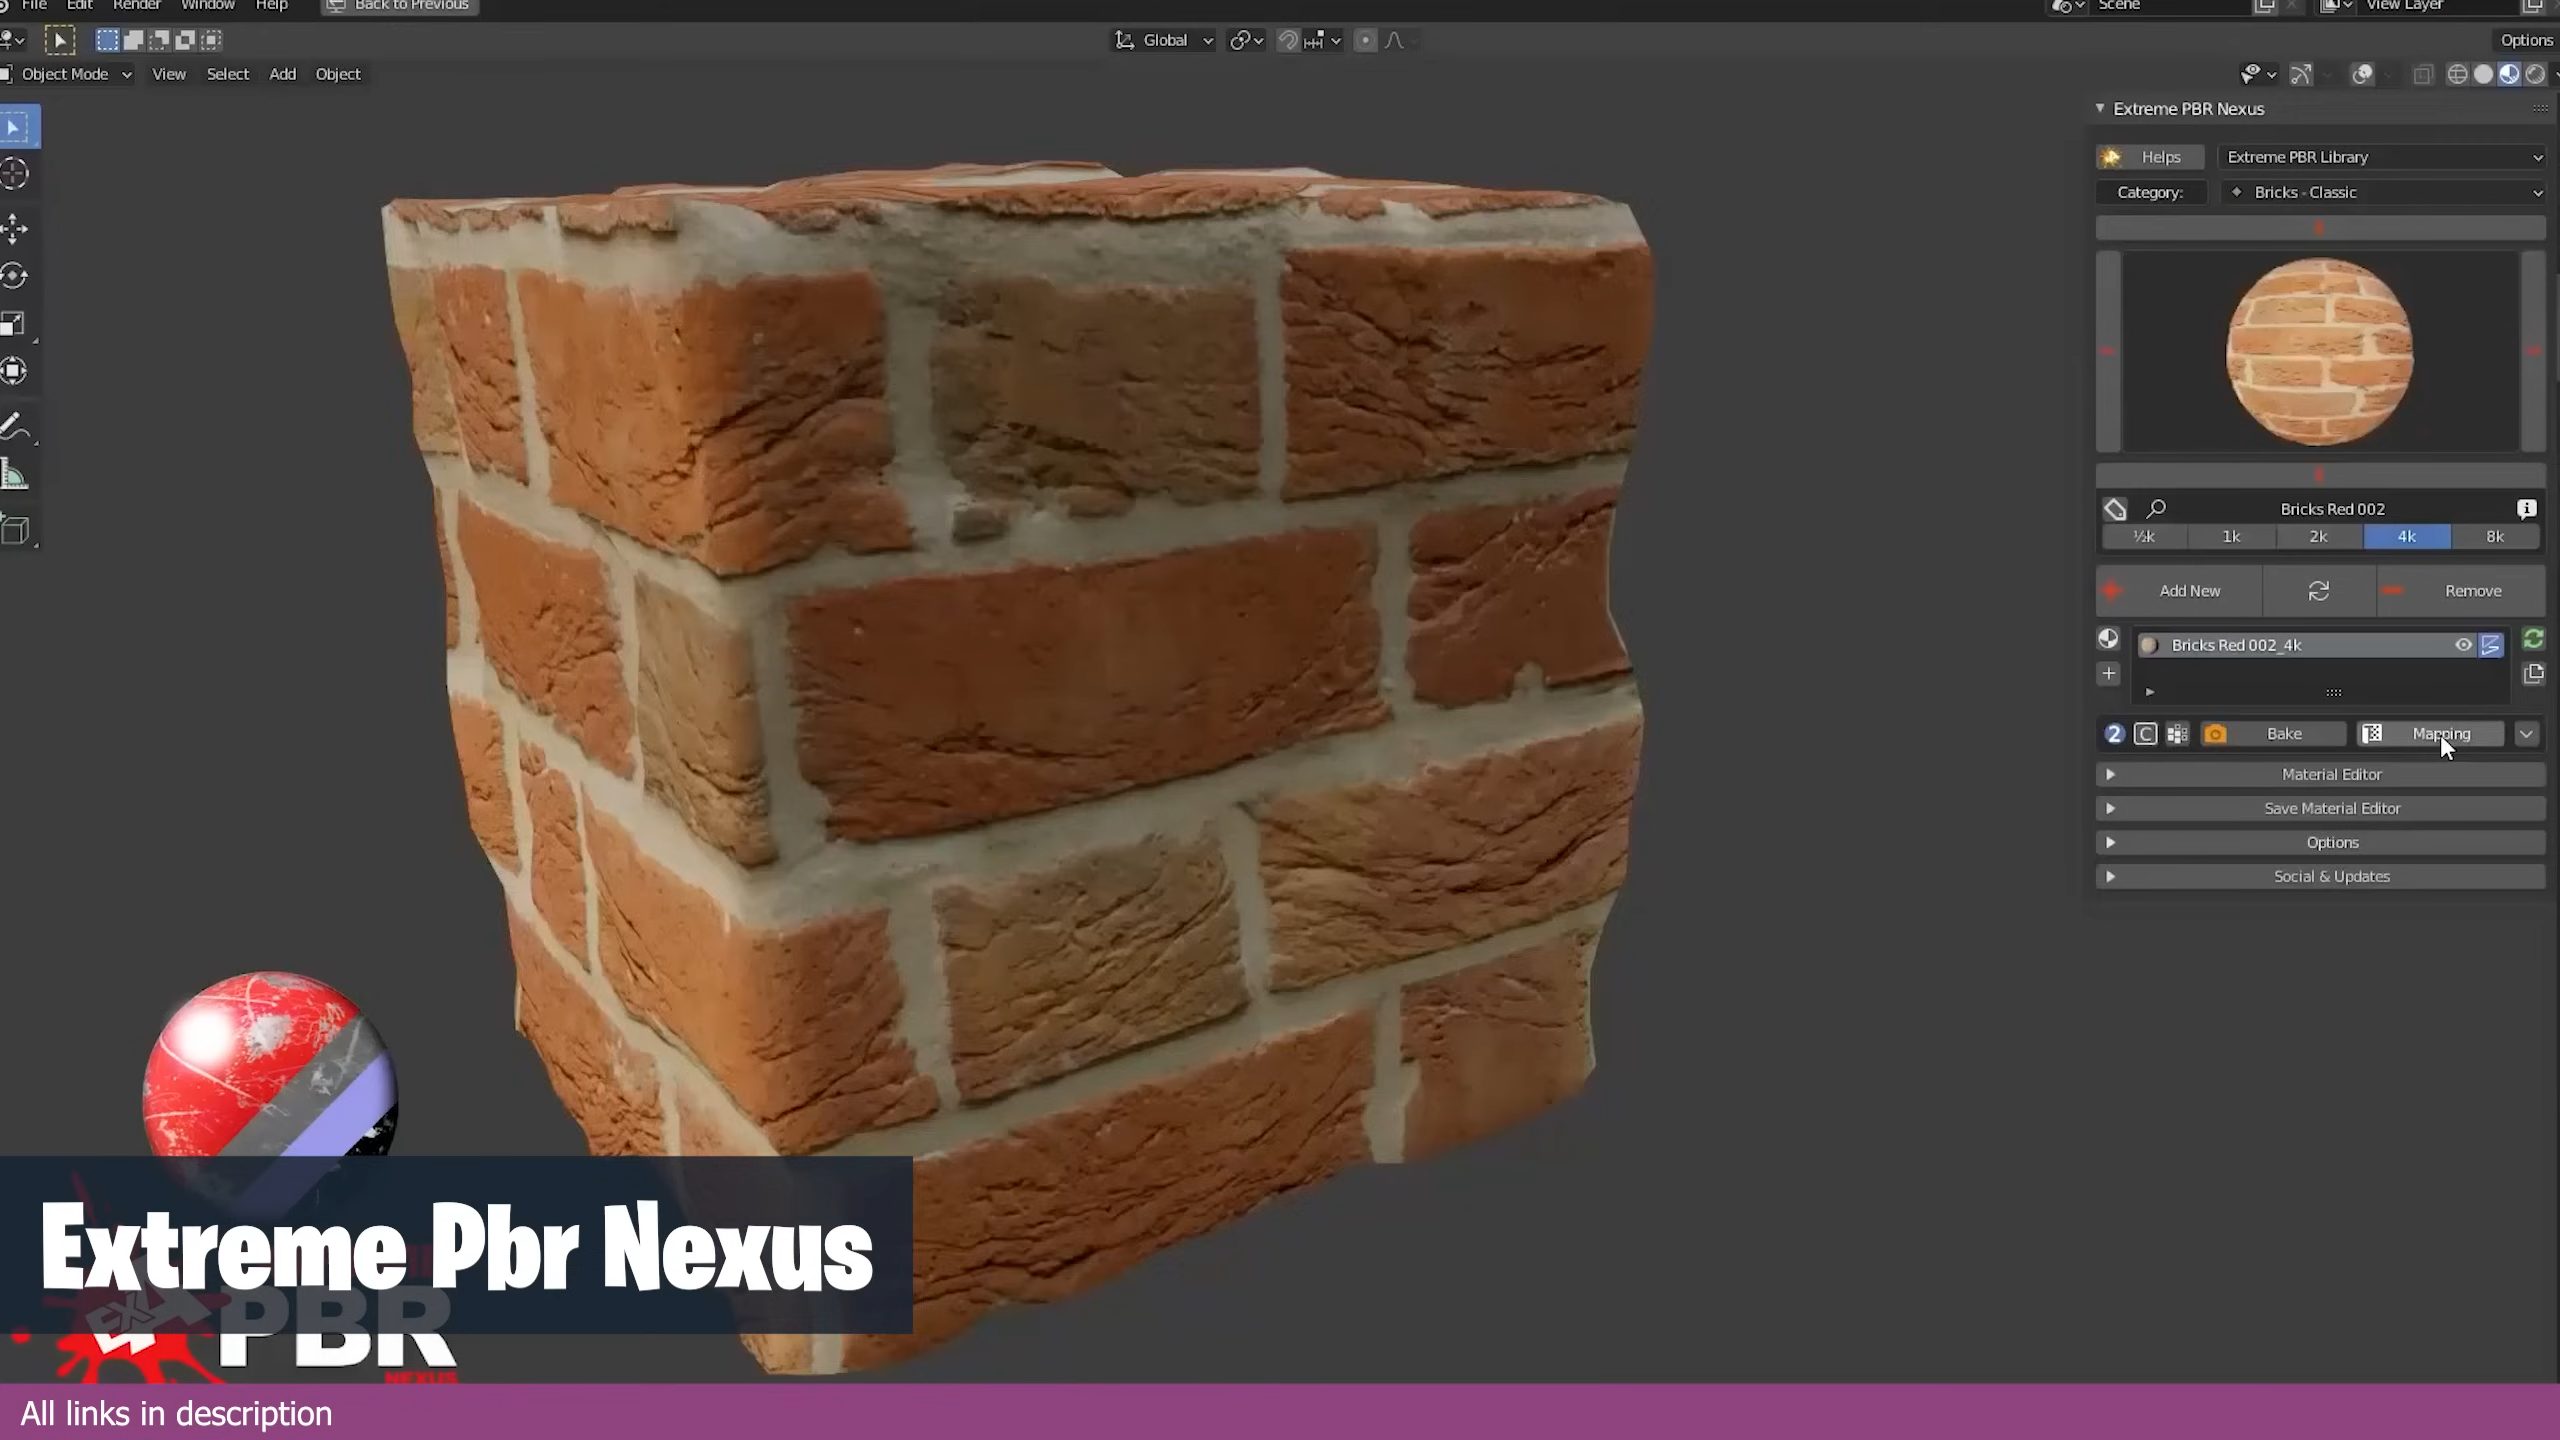 File Edit Render Window Help Back to Previous Scene View Layer
Global Options
Object Mode View Select Add Object
Extreme PBR Nexus
Helps Extreme PBR Library
Category: Bricks - Classic
Bricks Red 002
½k 1k 2k 4k 8k
Add New Remove
Bricks Red 002_4k
2 C Bake Mapping
Material Editor
Save Material Editor
Options
Social & Updates
Extreme Pbr Nexus
PBR
NEXUS
All links in description